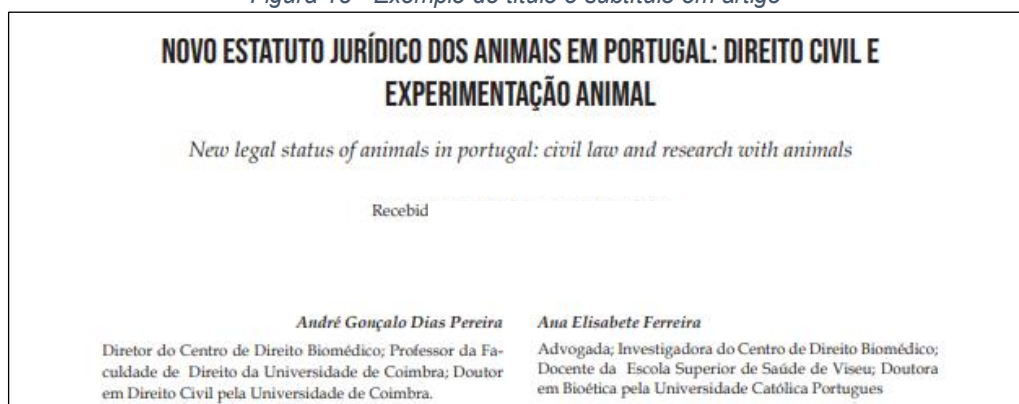 Figura 10 - Exemplo de título e subtítulo em artigo
NOVO ESTATUTO JURÍDICO DOS ANIMAIS EM PORTUGAL: DIREITO CIVIL E
EXPERIMENTAÇÃO ANIMAL
New legal status of animals in portugal: civil law and research with animals
Recebid
André Gonçalo Dias Pereira
Diretor do Centro de Direito Biomédico; Professor da Fa-
culdade de Direito da Universidade de Coimbra; Doutor
em Direito Civil pela Universidade de Coimbra.
Ana Elisabete Ferreira
Advogada; Investigadora do Centro de Direito Biomédico;
Docente da Escola Superior de Saúde de Viseu; Doutora
em Bioética pela Universidade Católica Portugues